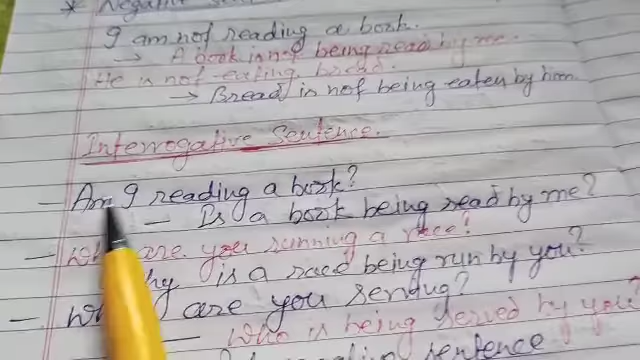 * Negative
I am not reading a book.
→ A book is not being read by me.
He is not eating bread.
→ Bread is not being eaten by him
Interrogative Sentence.
- Am I reading a book?
- Is a book being read by me?
- are you running a race?
is a race being run by you?
- are you serving?
- Who is being served by you?
sentence